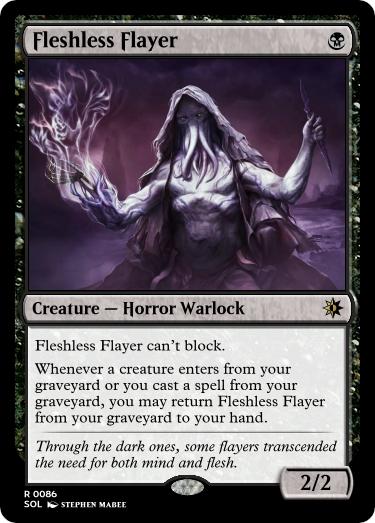 Fleshless Flayer
Creature — Horror Warlock
Fleshless Flayer can't block.
Whenever a creature enters from your
graveyard or you cast a spell from your
graveyard, you may return Fleshless Flayer
from your graveyard to your hand.
Through the dark ones, some flayers transcended
the need for both mind and flesh.
2/2
R 0086
SOL STEPHEN MABEE